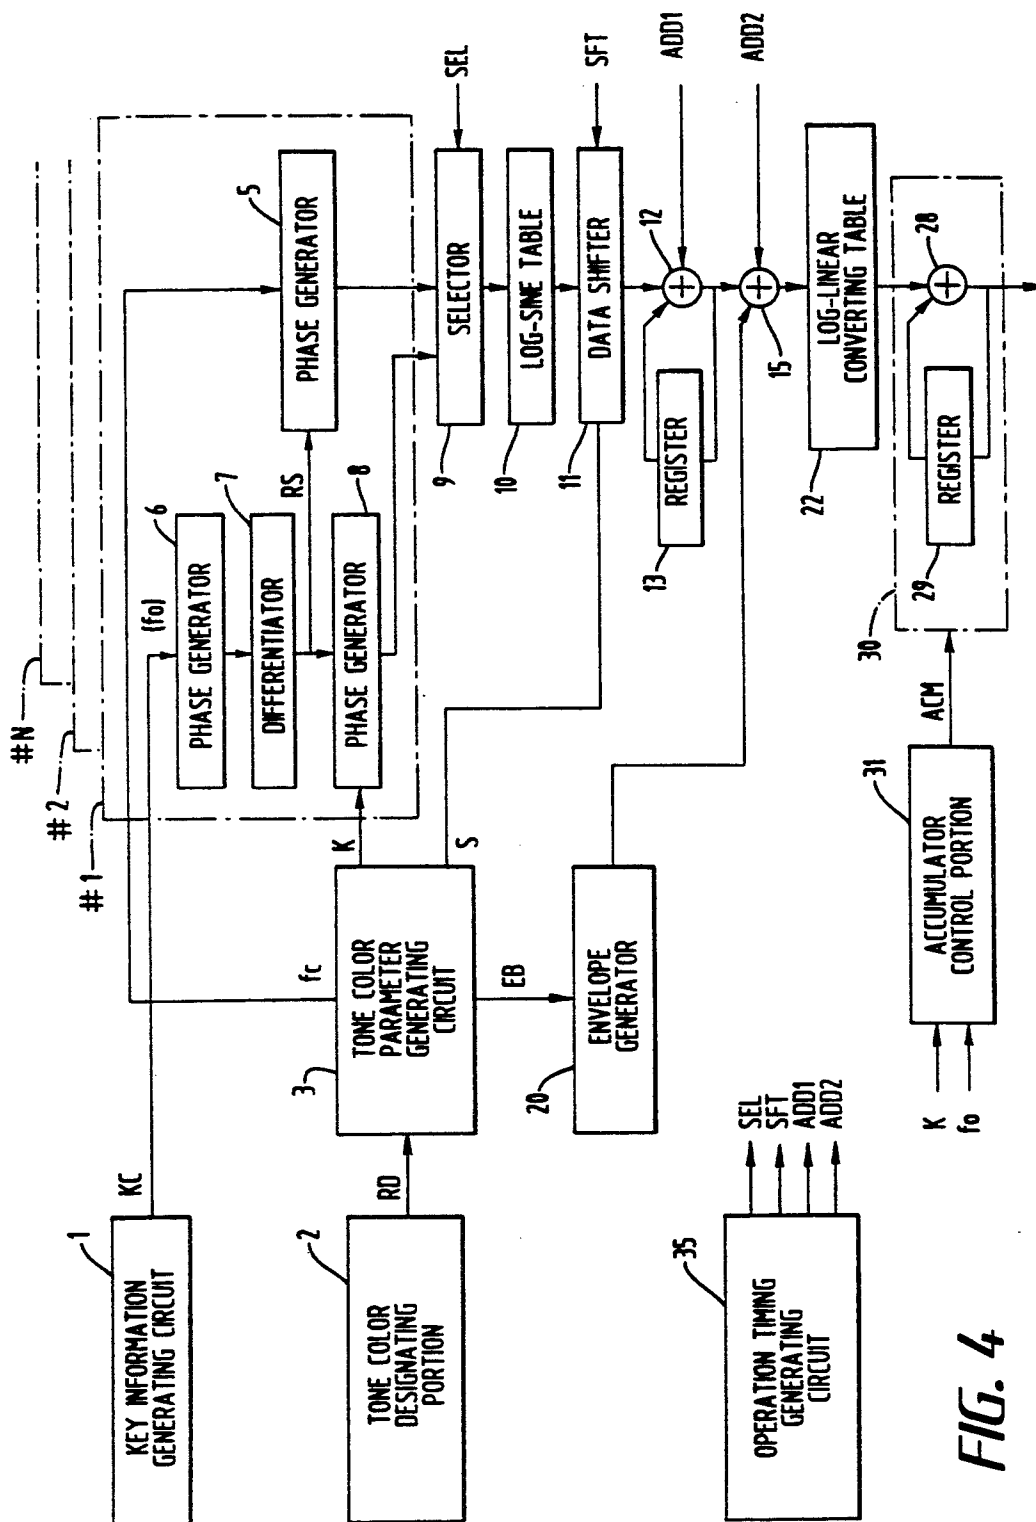 KEY INFORMATION
GENERATING CIRCUIT
1
KC
(fo)
#N
#2
#1
TONE COLOR
DESIGNATING
PORTION
2
RD
TONE COLOR
PARAMETER
GENERATING
CIRCUIT
3
fc
K
S
EB
PHASE GENERATOR
6
DIFFERENTIATOR
7
RS
PHASE GENERATOR
8
PHASE GENERATOR
5
SELECTOR
9
SEL
LOG-SINE TABLE
10
DATA SHIFTER
11
SFT
12
ADD1
REGISTER
13
ENVELOPE
GENERATOR
20
15
ADD2
LOG-LINEAR
CONVERTING TABLE
22
28
REGISTER
29
30
ACM
ACCUMULATOR
CONTROL PORTION
31
K
fo
OPERATION TIMING
GENERATING
CIRCUIT
35
SEL
SFT
ADD1
ADD2
FIG. 4